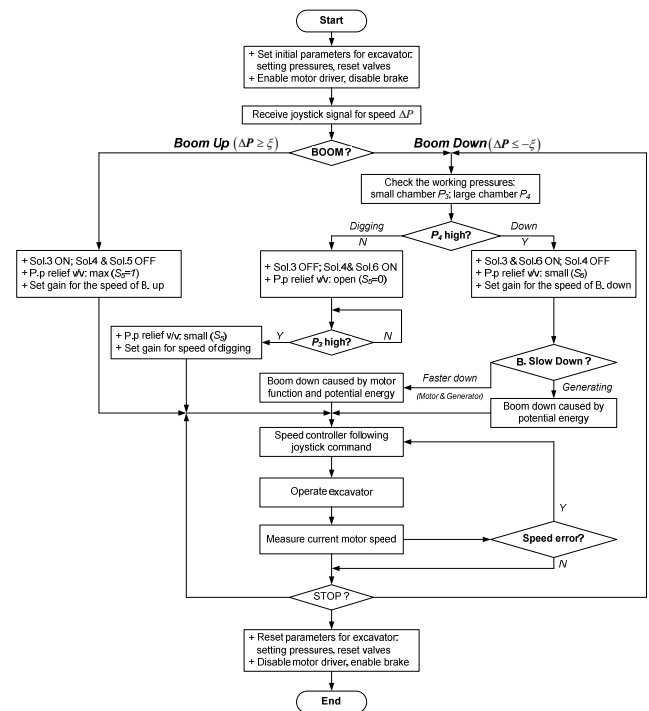 Start
+ Set initial parameters for excavator:
setting pressures, reset valves
+ Enable motor driver, disable brake
Receive joystick signal for speed ΔP
Boom Up (ΔP ≥ ξ)
BOOM?
Boom Down (ΔP ≤ -ξ)
Check the working pressures:
small chamber P3; large chamber P4
Digging
N
P4 high?
Down
Y
+ Sol.3 ON; Sol.4 & Sol.5 OFF
+ P.p relief v/v: max (S5=1)
+ Set gain for the speed of B. up
+ Sol.3 OFF; Sol.4& Sol.6 ON
+ P.p relief v/v: open (S5=0)
+ Sol.3 & Sol.6 ON; Sol.4 OFF
+ P.p relief v/v: small (S5)
+ Set gain for the speed of B. down
+ P.p relief v/v: small (S5)
+ Set gain for speed of digging
Y
P3 high?
N
B. Slow Down ?
Faster down
(Motor & Generator)
Generating
Boom down caused by motor
function and potential energy
Boom down caused by
potential energy
Speed controller following
joystick command
Operate excavator
Y
Measure current motor speed
Speed error?
N
STOP ?
+ Reset parameters for excavator:
setting pressures, reset valves
+ Disable motor driver, enable brake
End